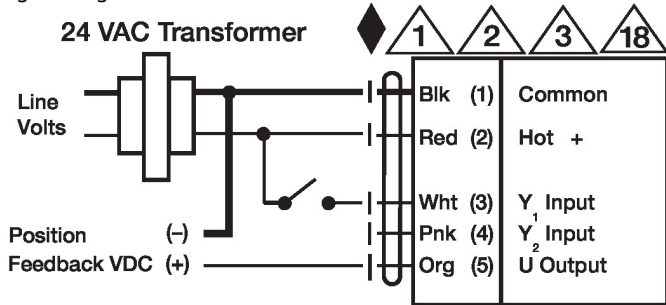 24 VAC Transformer
1 2 3 18
Line
Volts
Blk (1) Common
Red (2) Hot +
Wht (3) Y1 Input
Pnk (4) Y2 Input
Org (5) U Output
Position (–)
Feedback VDC (+)